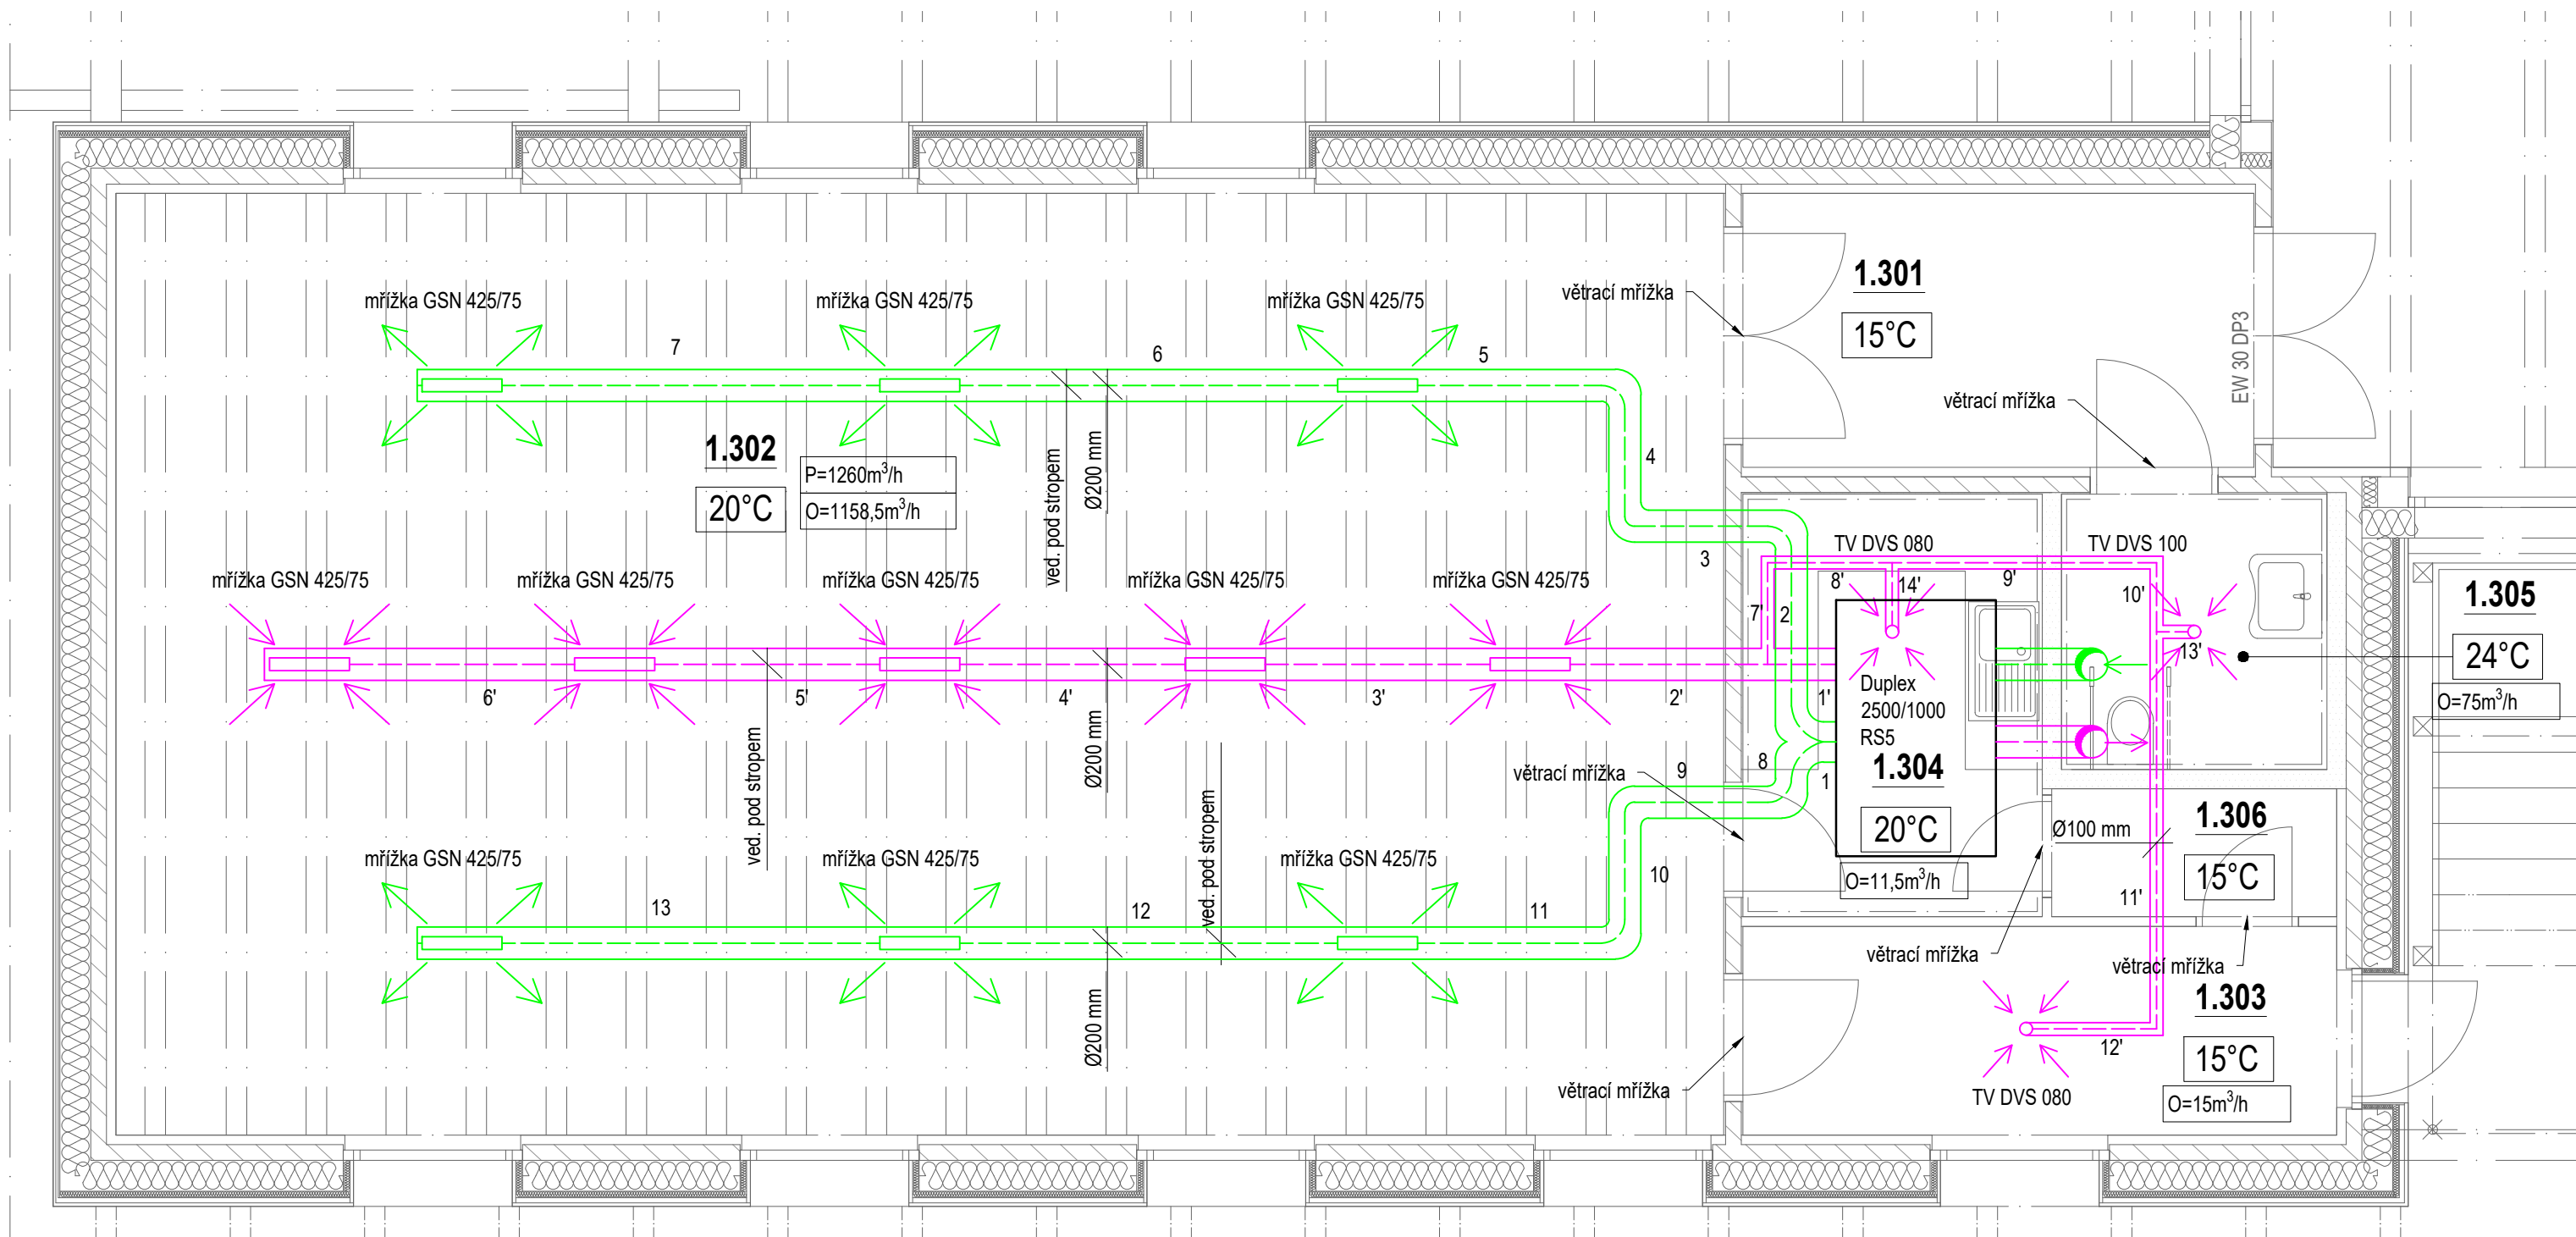 1.301
15°C
větrací mřížka
EW 30 DP3
větrací mřížka
mřížka GSN 425/75
mřížka GSN 425/75
mřížka GSN 425/75
7
6
5
4
3
1.302
20°C
P=1260m³/h
O=1158,5m³/h
ved. pod stropem
Ø200 mm
TV DVS 080
TV DVS 100
8'
14'
9'
10'
7'
2
13'
mřížka GSN 425/75
mřížka GSN 425/75
mřížka GSN 425/75
mřížka GSN 425/75
mřížka GSN 425/75
6'
5'
4'
3'
2'
1'
1.305
24°C
O=75m³/h
Duplex
2500/1000
RS5
1.304
20°C
O=11,5m³/h
ved. pod stropem
Ø200 mm
ved. pod stropem
větrací mřížka
9
8
1
10
Ø100 mm
1.306
15°C
11'
větrací mřížka
větrací mřížka
mřížka GSN 425/75
mřížka GSN 425/75
mřížka GSN 425/75
13
12
11
Ø200 mm
větrací mřížka
1.303
15°C
O=15m³/h
12'
TV DVS 080